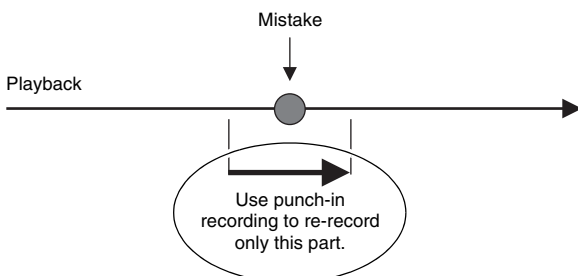 Mistake
Playback
Use punch-in
recording to re-record
only this part.